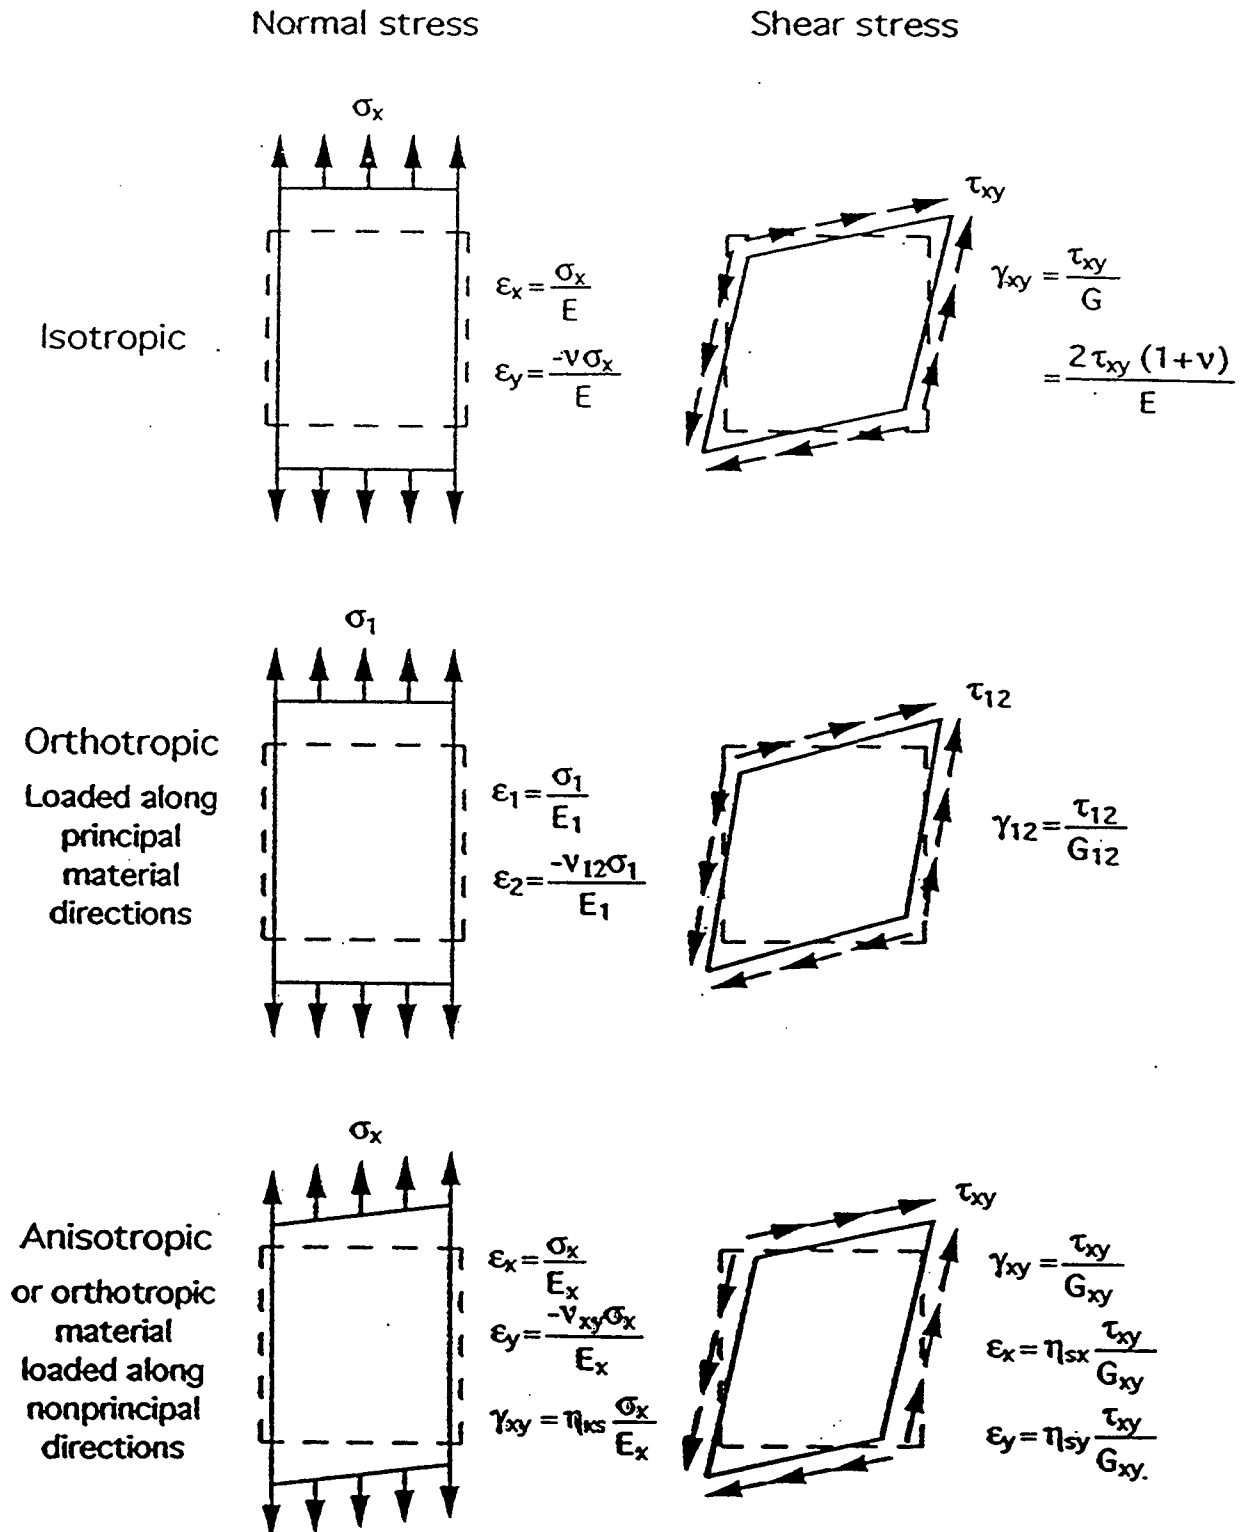 Normal stress
Shear stress
σx
τxy
Isotropic
εx = σx / E
εy = -νσx / E
γxy = τxy / G
= 2τxy (1+ν) / E
σ1
τ12
Orthotropic
Loaded along
principal
material
directions
ε1 = σ1 / E1
ε2 = -ν12σ1 / E1
γ12 = τ12 / G12
σx
τxy
Anisotropic
or orthotropic
material
loaded along
nonprincipal
directions
εx = σx / Ex
εy = -νxyσx / Ex
γxy = ηxs σx / Ex
γxy = τxy / Gxy
εx = ηsx τxy / Gxy
εy = ηsy τxy / Gxy.